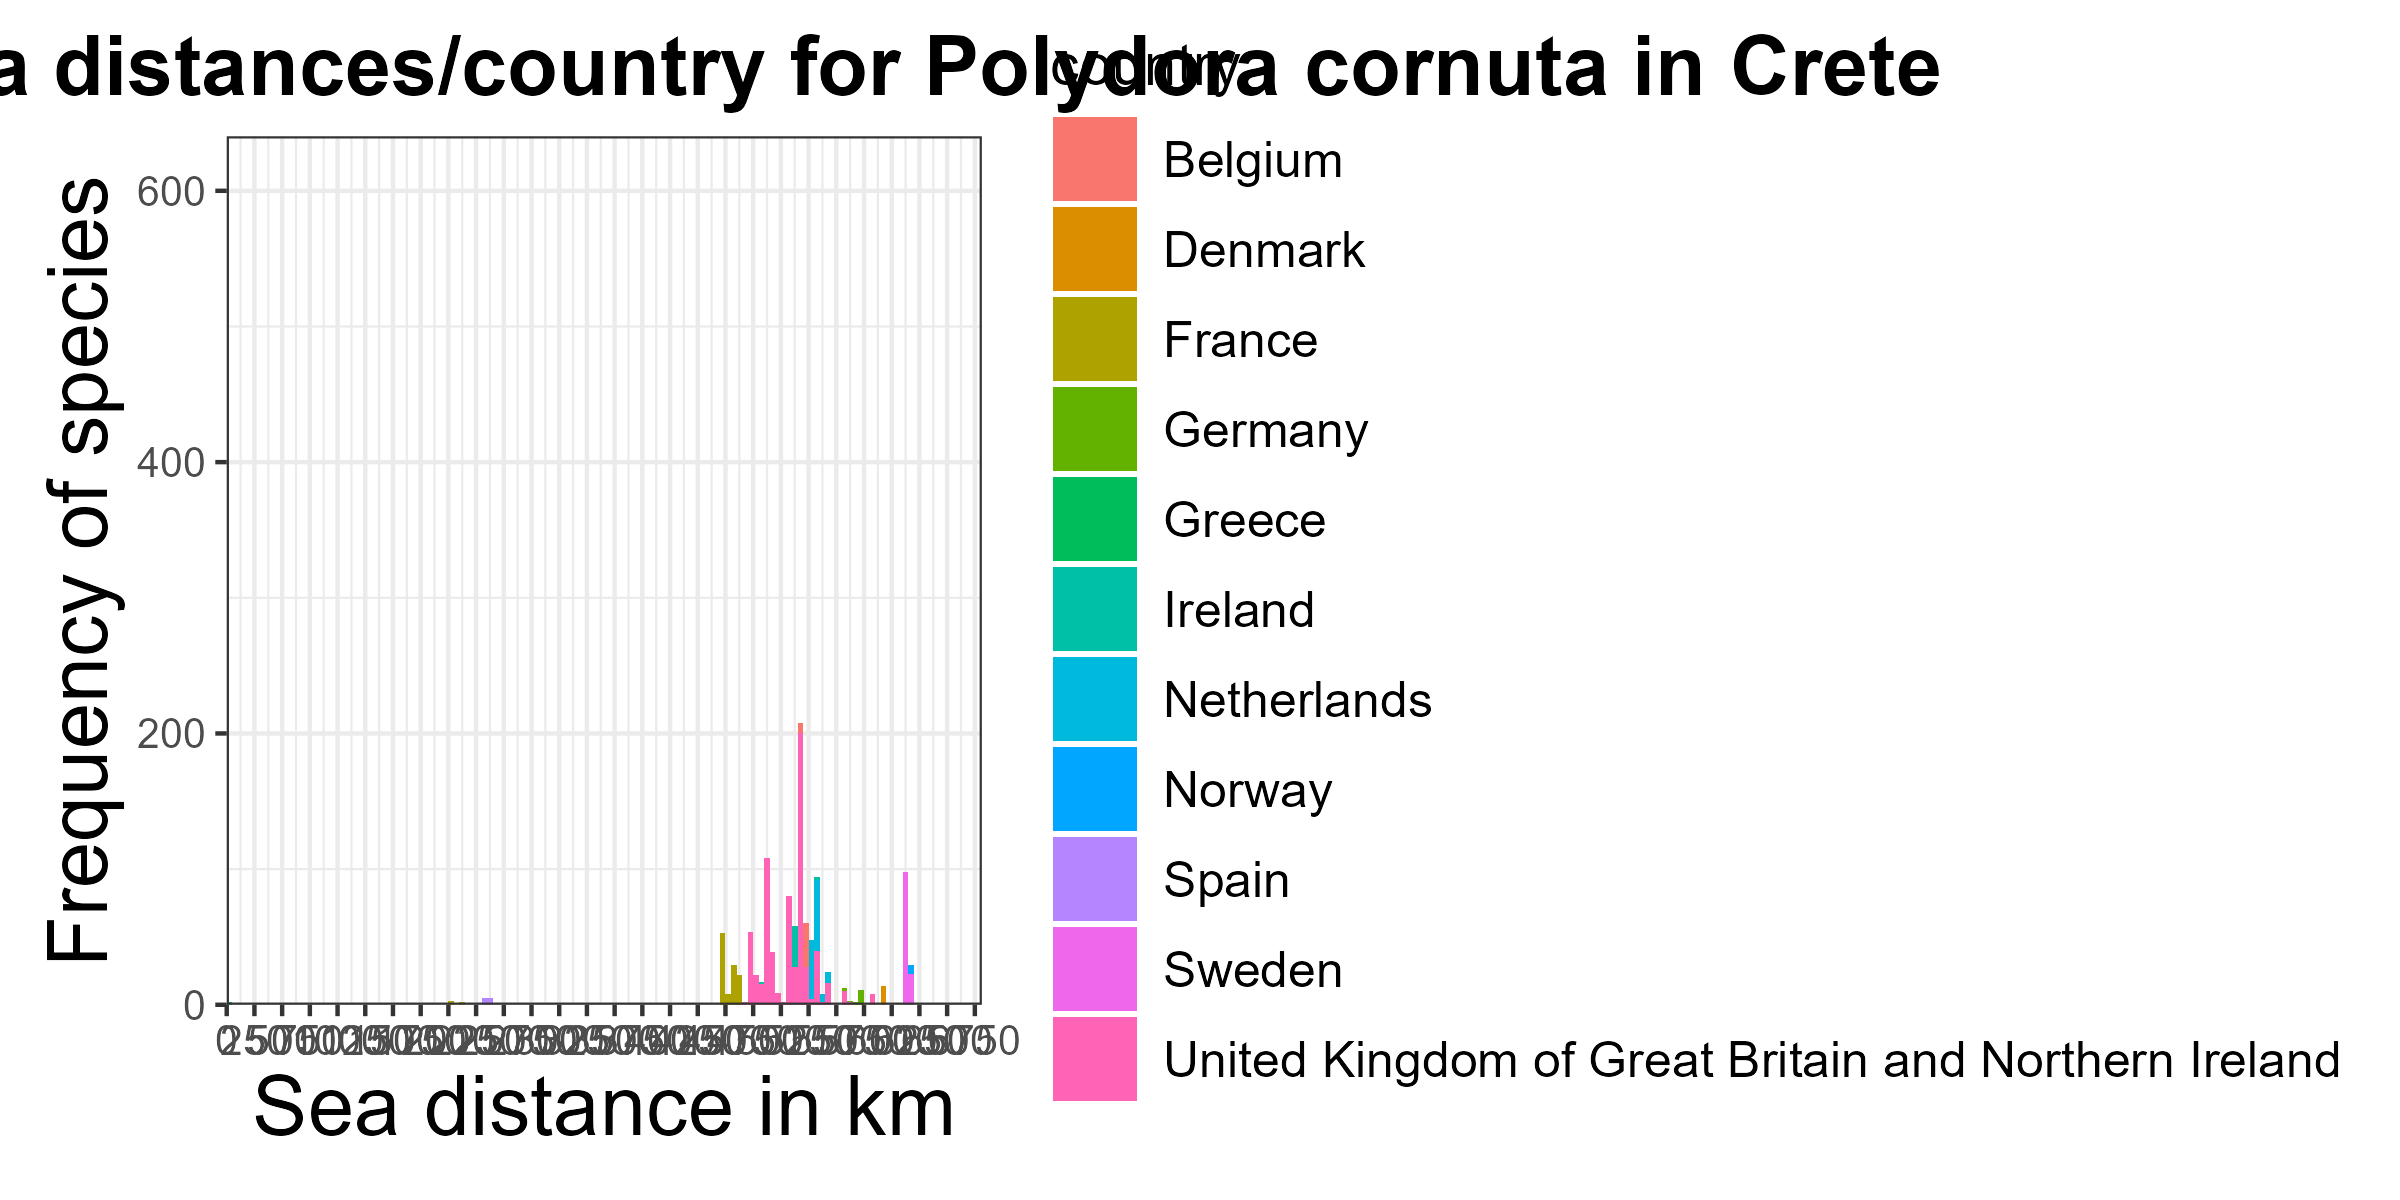 a distances/country for Polydora cornuta in Crete
country
Belgium
Denmark
France
Germany
Greece
Ireland
Netherlands
Norway
Spain
Sweden
United Kingdom of Great Britain and Northern Ireland
Frequency of species
600
400
200
0
Sea distance in km